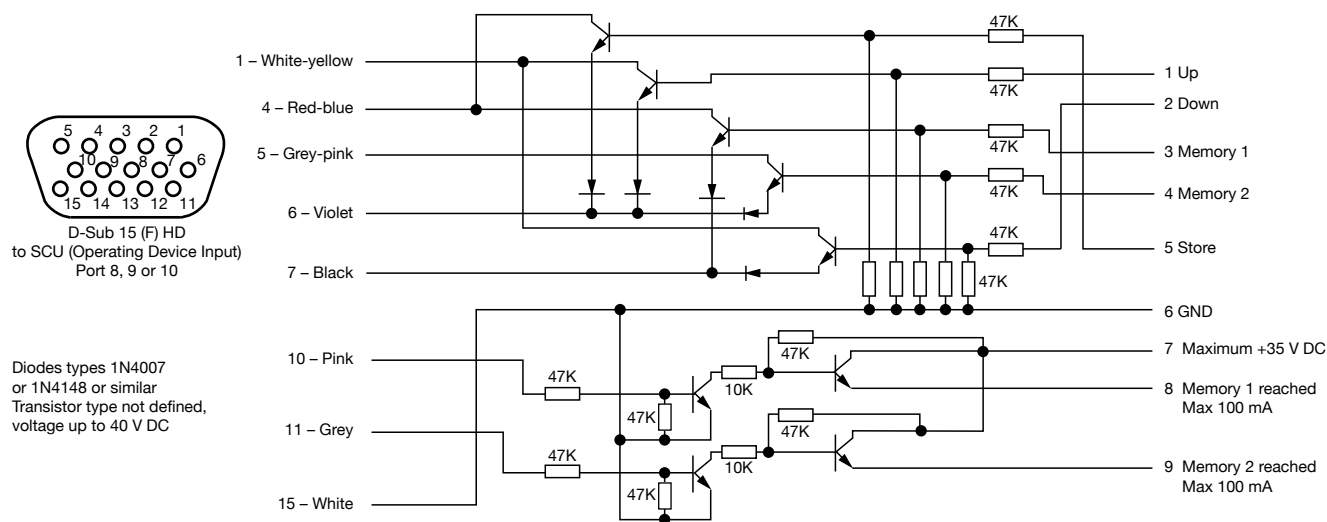 47K
1 – White-yellow
47K
1 Up
4 – Red-blue
2 Down
5 4 3 2 1
47K
5 – Grey-pink
3 Memory 1
10 9 8 7 6
47K
4 Memory 2
15 14 13 12 11
6 – Violet
47K
D-Sub 15 (F) HD
to SCU (Operating Device Input)
Port 8, 9 or 10
5 Store
7 – Black
47K
6 GND
Diodes types 1N4007
or 1N4148 or similar
Transistor type not defined,
voltage up to 40 V DC
10 – Pink
47K
7 Maximum +35 V DC
47K
10K
8 Memory 1 reached
Max 100 mA
47K
11 – Grey
47K
47K
10K
9 Memory 2 reached
Max 100 mA
47K
15 – White